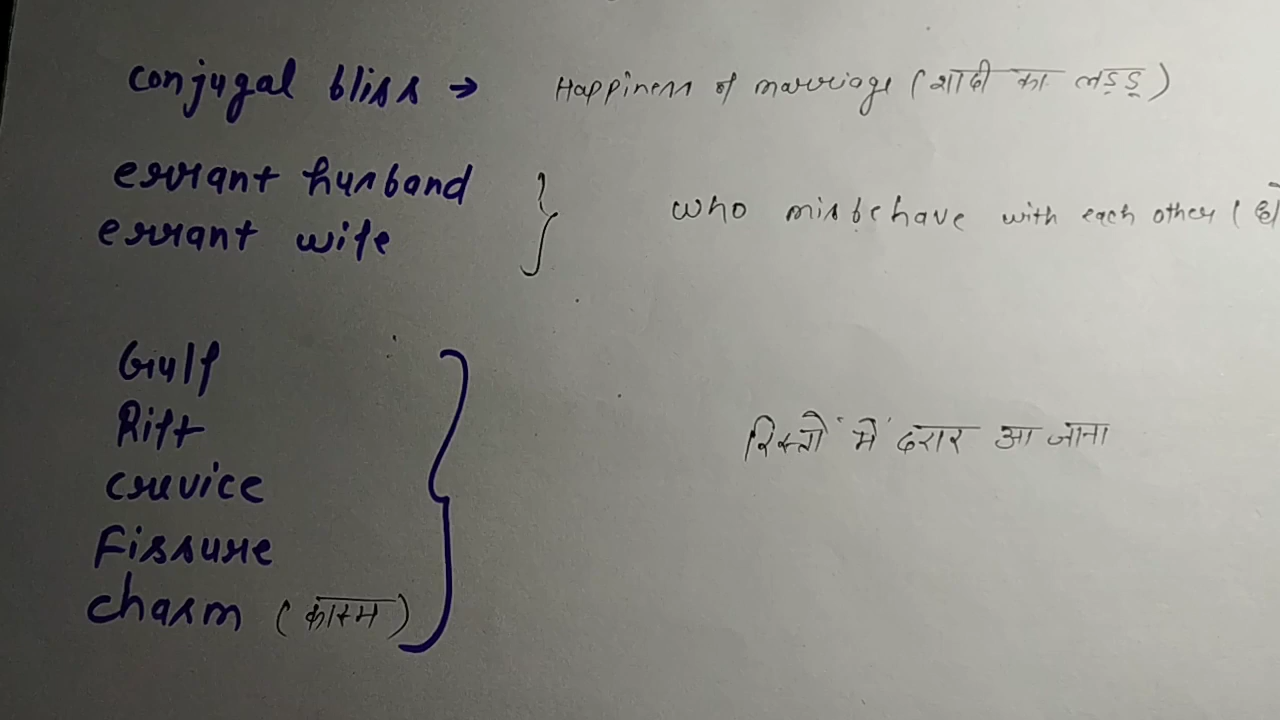 conjugal bliss → Happiness of marriage (शादी का लड़डू)
errant husband
errant wife
} who misbehave with each other (
Gulf
Rift
crevice
Fissure
chasm (कास्म)
} रिस्तों में दरार आ जाना